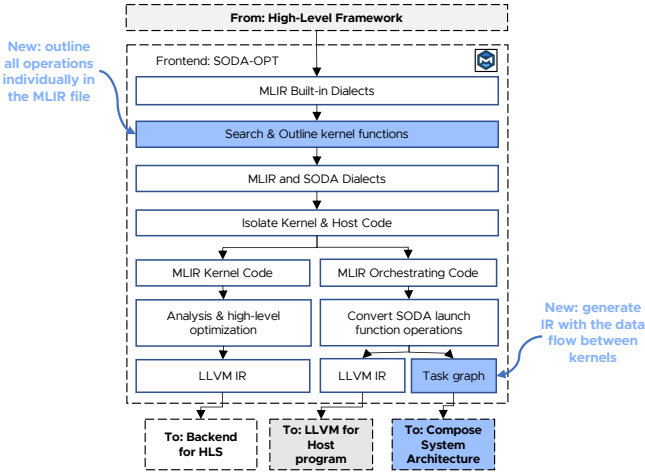 From: High-Level Framework
New: outline
all operations
individually in
the MLIR file
Frontend: SODA-OPT
MLIR Built-in Dialects
Search & Outline kernel functions
MLIR and SODA Dialects
Isolate Kernel & Host Code
MLIR Kernel Code
MLIR Orchestrating Code
Analysis & high-level
optimization
Convert SODA launch
function operations
New: generate
IR with the data
flow between
kernels
LLVM IR
LLVM IR
Task graph
To: Backend
for HLS
To: LLVM for
Host
program
To: Compose
System
Architecture